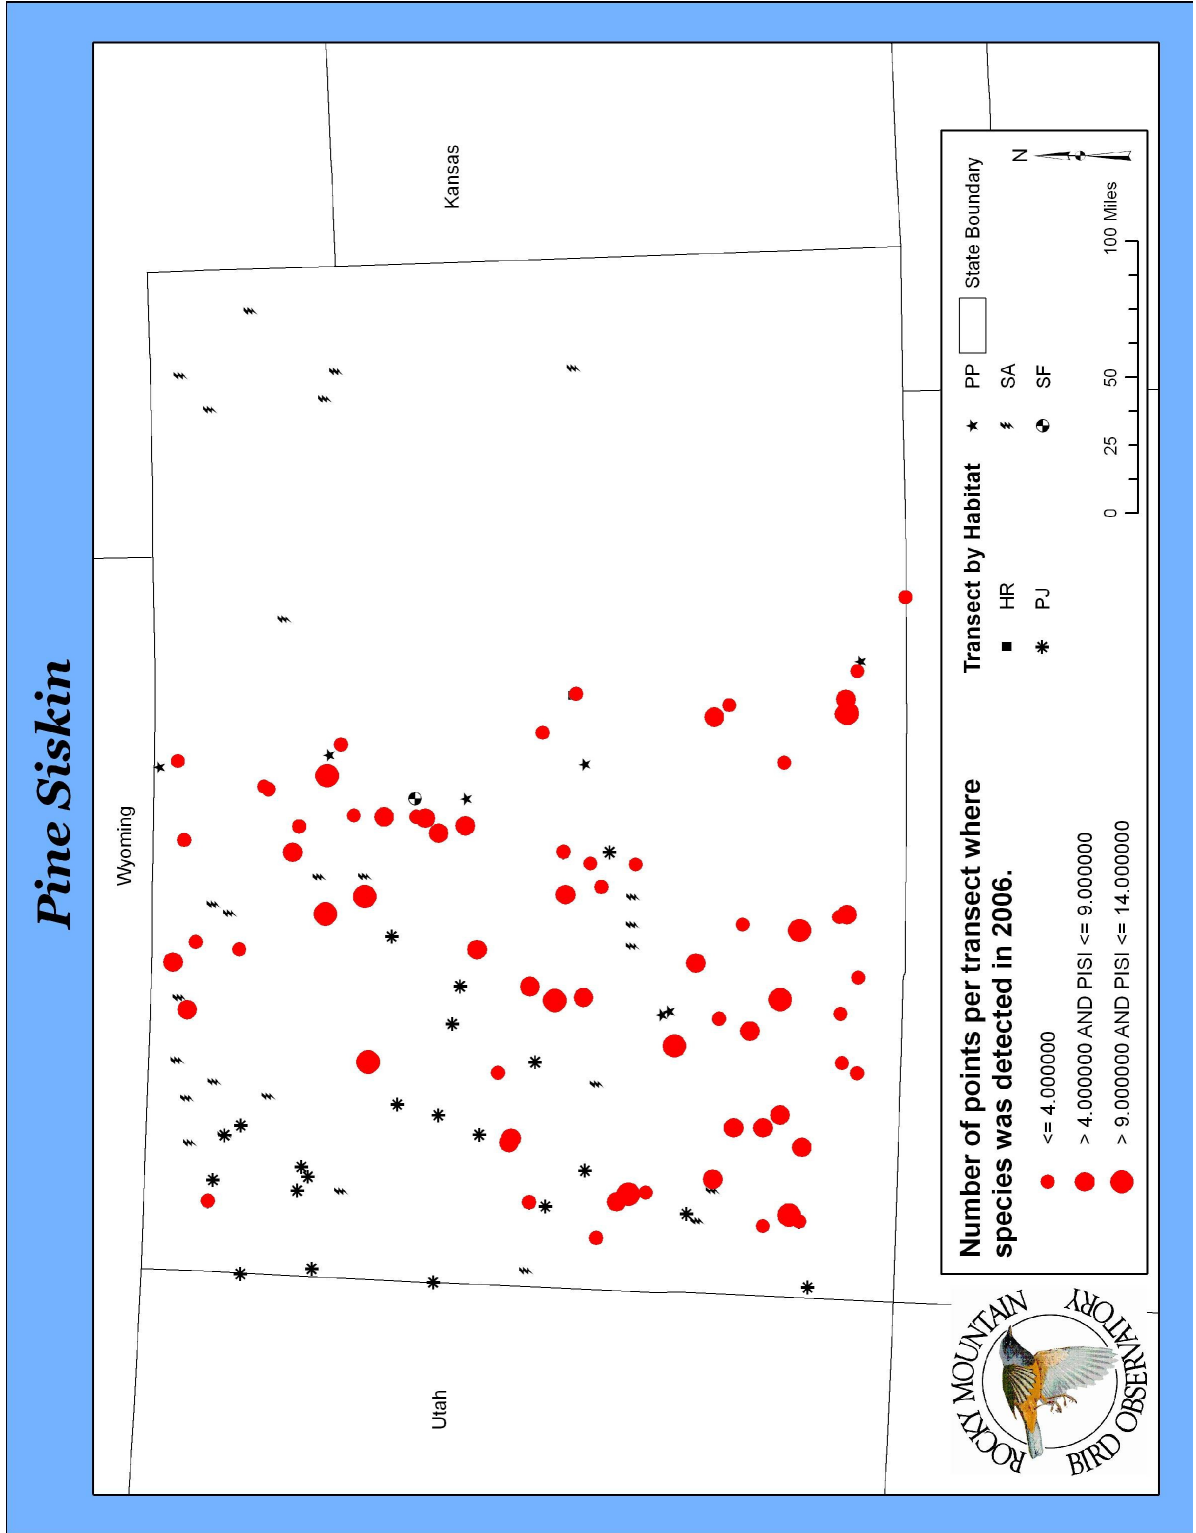 Pine Siskin
Wyoming
Kansas
Utah
Number of points per transect where
species was detected in 2006.
<= 4.000000
> 4.000000 AND PISI <= 9.000000
> 9.000000 AND PISI <= 14.000000
Transect by Habitat
HR
PJ
PP
SA
SF
State Boundary
N
0 25 50 100 Miles
ROCKY MOUNTAIN
BIRD OBSERVATORY